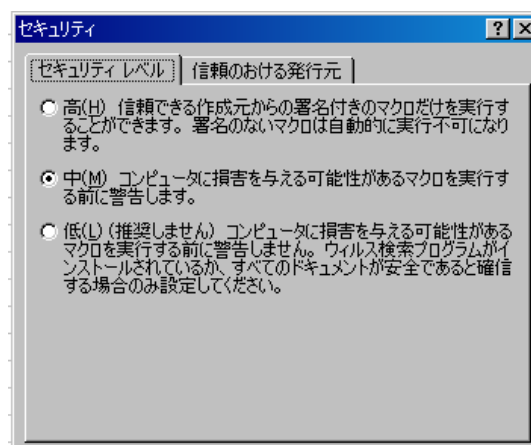 セキュリティ
セキュリティ レベル
信頼のおける発行元
高(H) 信頼できる作成元からの署名付きのマクロだけを実行す
ることができます。署名のないマクロは自動的に実行不可になり
ます。
中(M) コンピュータに損害を与える可能性があるマクロを実行す
る前に警告します。
低(L) (推奨しません) コンピュータに損害を与える可能性がある
マクロを実行する前に警告しません。ウィルス検索プログラムがイ
ンストールされているか、すべてのドキュメントが安全であると確信
する場合のみ設定してください。